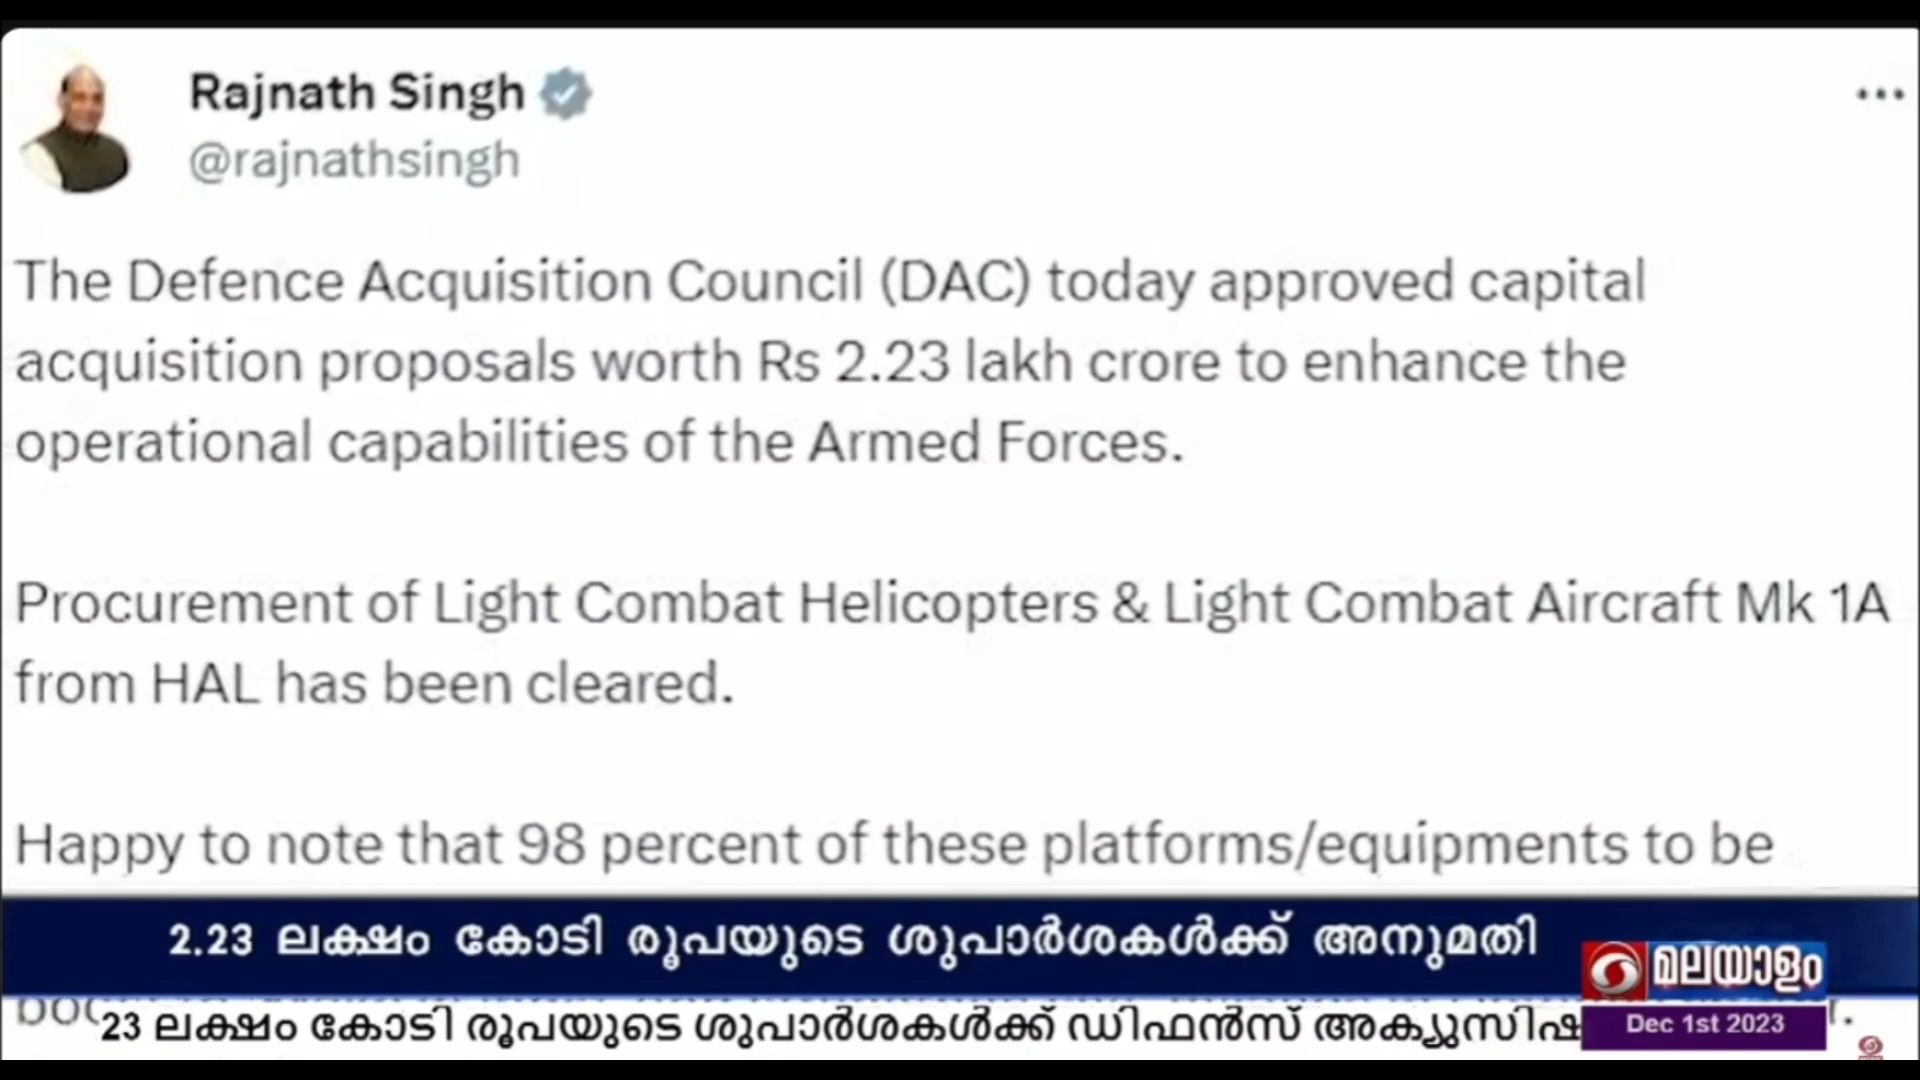 Rajnath Singh
@rajnathsingh
The Defence Acquisition Council (DAC) today approved capital
acquisition proposals worth Rs 2.23 lakh crore to enhance the
operational capabilities of the Armed Forces.
Procurement of Light Combat Helicopters & Light Combat Aircraft Mk 1A
from HAL has been cleared.
Happy to note that 98 percent of these platforms/equipments to be
2.23 ലക്ഷം കോടി രൂപയുടെ ശുപാർശകൾക്ക് അനുമതി
മലയാളം
23 ലക്ഷം കോടി രൂപയുടെ ശുപാർശകൾക്ക് ഡിഫൻസ് അക്യുസിഷ
Dec 1st 2023